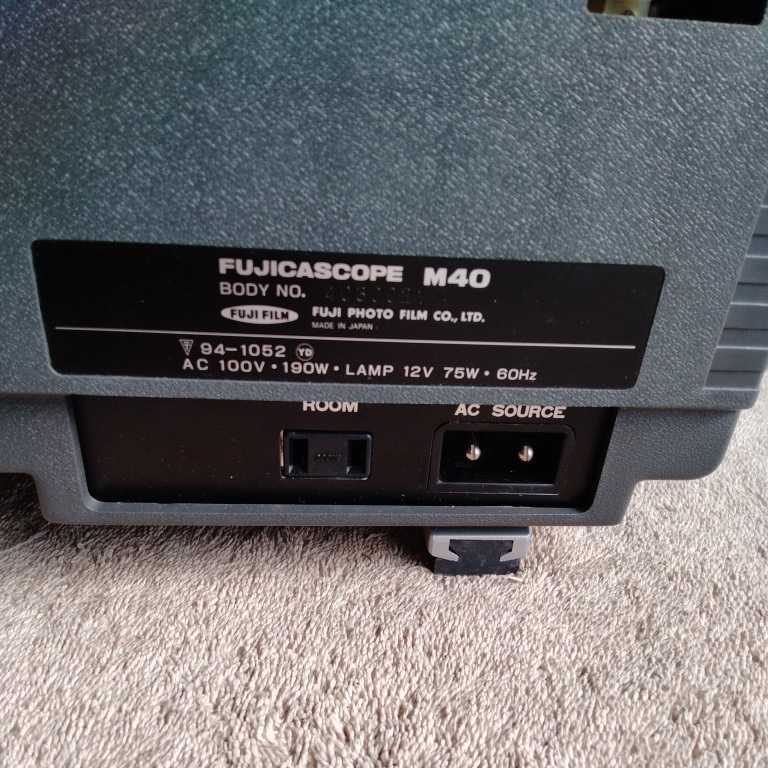 FUJICASCOPE M40
BODY NO.
FUJI FILM FUJI PHOTO FILM CO., LTD.
MADE IN JAPAN
94-1052 YD
AC 100V · 190W · LAMP 12V 75W · 60Hz
ROOM
AC SOURCE